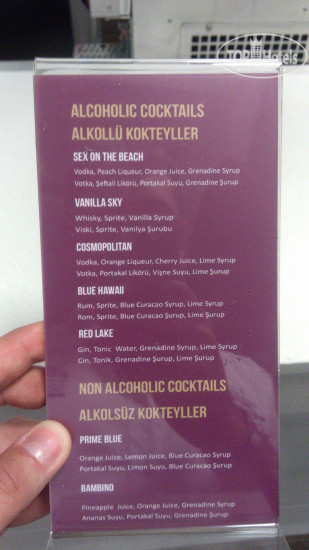 TopHotels
ALCOHOLIC COCKTAILS
ALKOLLÜ KOKTEYLLER
SEX ON THE BEACH
Vodka, Peach Liqueur, Orange Juice, Grenadine Syrup
Votka, Şeftali Likörü, Portakal Suyu, Grenadine Şurup
VANILLA SKY
Whisky, Sprite, Vanilla Syrup
Viski, Sprite, Vanilya Şurubu
COSMOPOLITAN
Vodka, Orange Liqueur, Cherry Juice, Lime Syrup
Votka, Portakal Likörü, Vişne Suyu, Lime Şurup
BLUE HAWAII
Rum, Sprite, Blue Curacao Syrup, Lime Syrup
Rom, Sprite, Blue Curacao Şurup, Lime Şurup
RED LAKE
Gin, Tonic Water, Grenadine Syrup, Lime Syrup
Cin, Tonik, Grenadine Şurup, Lime Şurup
NON ALCOHOLIC COCKTAILS
ALKOLSÜZ KOKTEYLLER
PRIME BLUE
Orange Juice, Lemon Juice, Blue Curacao Syrup
Portakal Suyu, Limon Suyu, Blue Curacao Şurup
BAMBINO
Pineapple Juice, Orange Juice, Grenadine Syrup
Ananas Suyu, Portakal Suyu, Grenadine Şurup